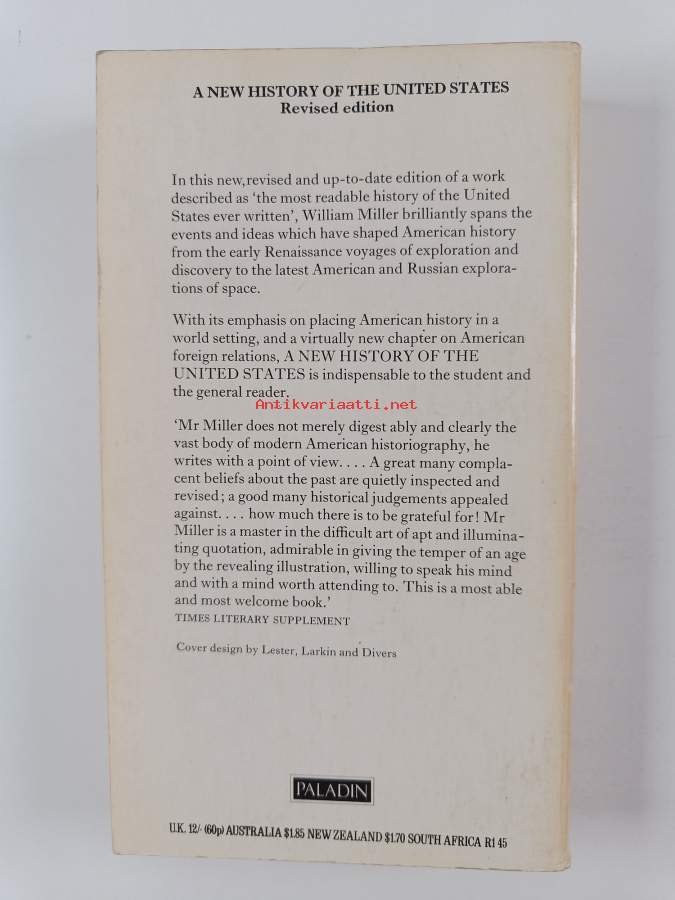 A NEW HISTORY OF THE UNITED STATES
Revised edition
In this new, revised and up-to-date edition of a work
described as ‘the most readable history of the United
States ever written’, William Miller brilliantly spans the
events and ideas which have shaped American history
from the early Renaissance voyages of exploration and
discovery to the latest American and Russian explora-
tions of space.
With its emphasis on placing American history in a
world setting, and a virtually new chapter on American
foreign relations, A NEW HISTORY OF THE
UNITED STATES is indispensable to the student and
the general reader.
Antikvariaatti.net
‘Mr Miller does not merely digest ably and clearly the
vast body of modern American historiography, he
writes with a point of view. . . . A great many compla-
cent beliefs about the past are quietly inspected and
revised; a good many historical judgements appealed
against. . . . how much there is to be grateful for! Mr
Miller is a master in the difficult art of apt and illumina-
ting quotation, admirable in giving the temper of an age
by the revealing illustration, willing to speak his mind
and with a mind worth attending to. This is a most able
and most welcome book.’
TIMES LITERARY SUPPLEMENT
Cover design by Lester, Larkin and Divers
PALADIN
U.K. 12/- (60p) AUSTRALIA $1.85 NEW ZEALAND $1.70 SOUTH AFRICA R1 45